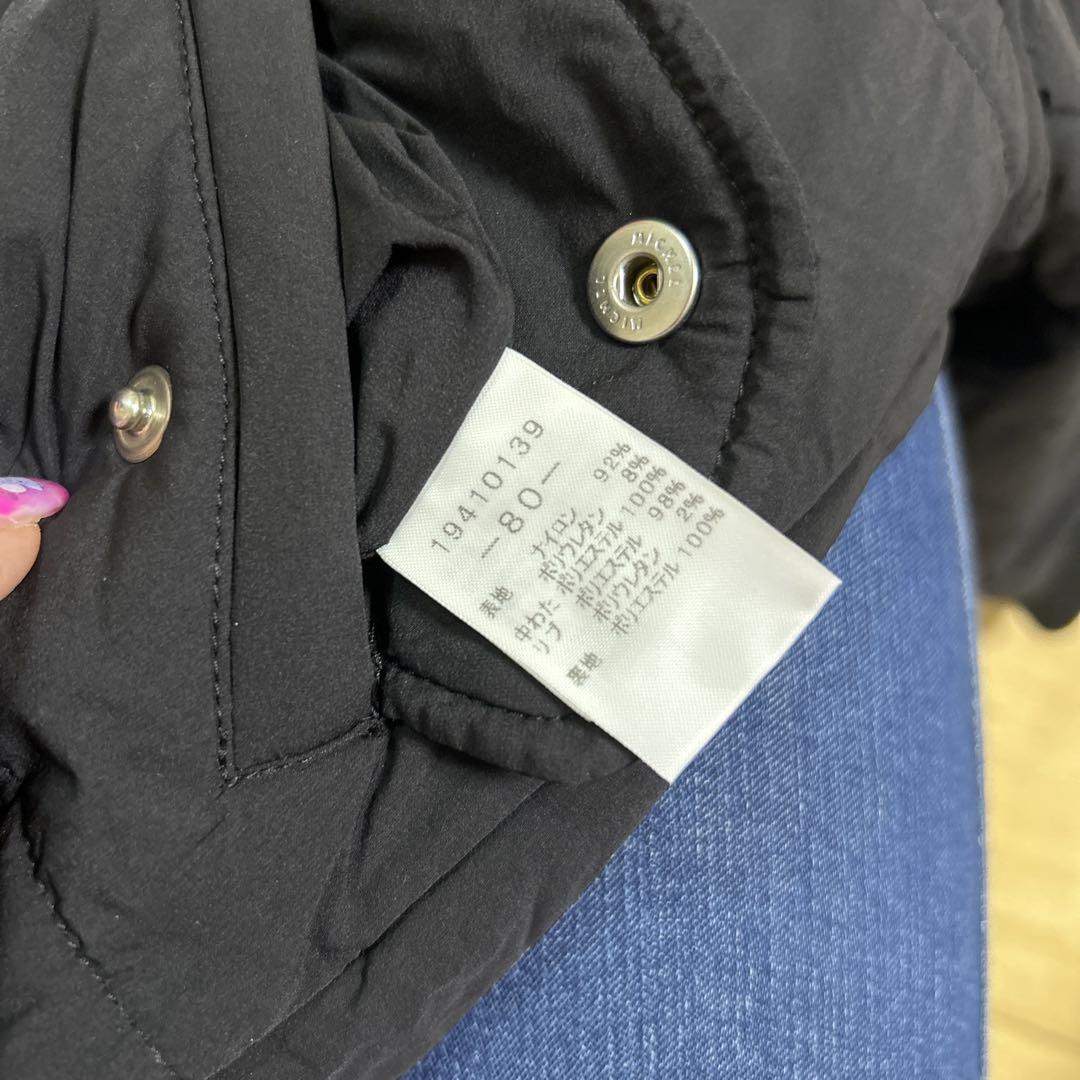 19410139
-80-
表地 ナイロン 92%
ポリウレタン 8%
中わた ポリエステル 100%
リブ ポリエステル 98%
ポリウレタン 2%
裏地 ポリエステル 100%